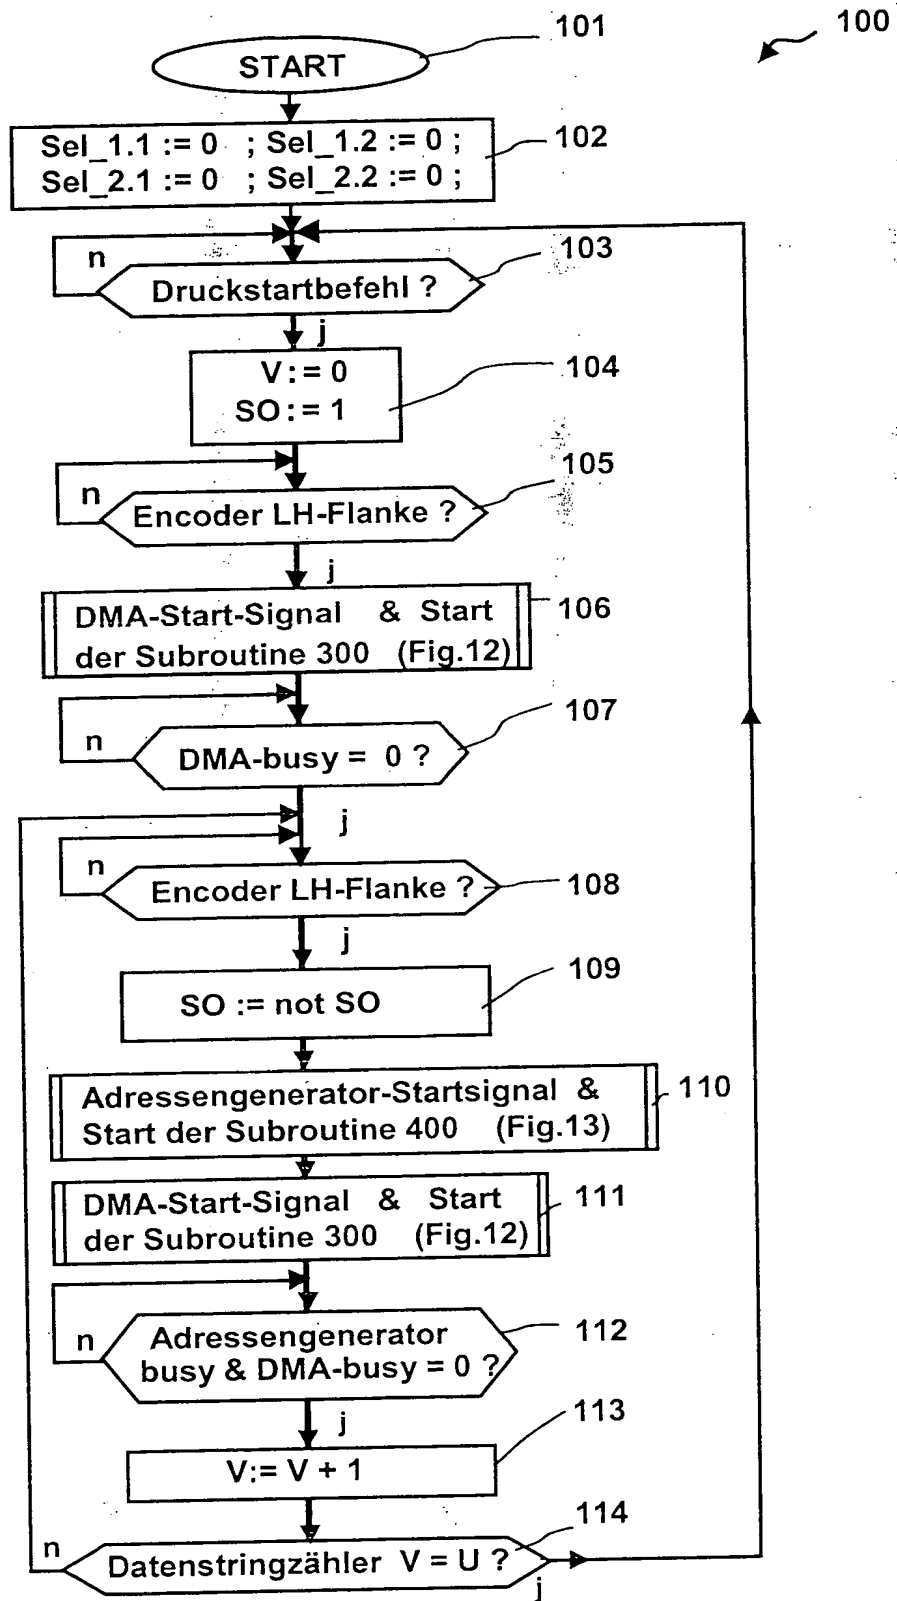 100
101
START
Sel_1.1 := 0 ; Sel_1.2 := 0 ;
Sel_2.1 := 0 ; Sel_2.2 := 0 ;
102
103
n
Druckstartbefehl ?
j
V := 0
SO := 1
104
105
n
Encoder LH-Flanke ?
j
DMA-Start-Signal & Start
der Subroutine 300 (Fig.12)
106
107
n
DMA-busy = 0 ?
j
n
Encoder LH-Flanke ?
108
j
109
SO := not SO
Adressengenerator-Startsignal &
Start der Subroutine 400 (Fig.13)
110
DMA-Start-Signal & Start
der Subroutine 300 (Fig.12)
111
n
Adressengenerator
busy & DMA-busy = 0 ?
112
j
113
V:= V + 1
114
n
Datenstringzähler V = U ?
j